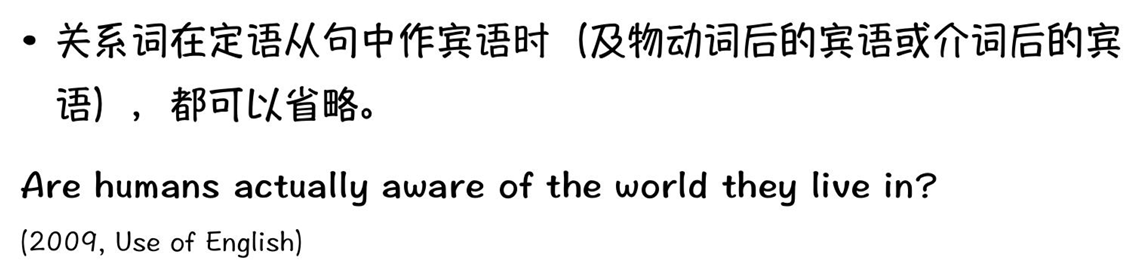 • 关系词在定语从句中作宾语时（及物动词后的宾语或介词后的宾
语），都可以省略。
Are humans actually aware of the world they live in?
(2009, Use of English)